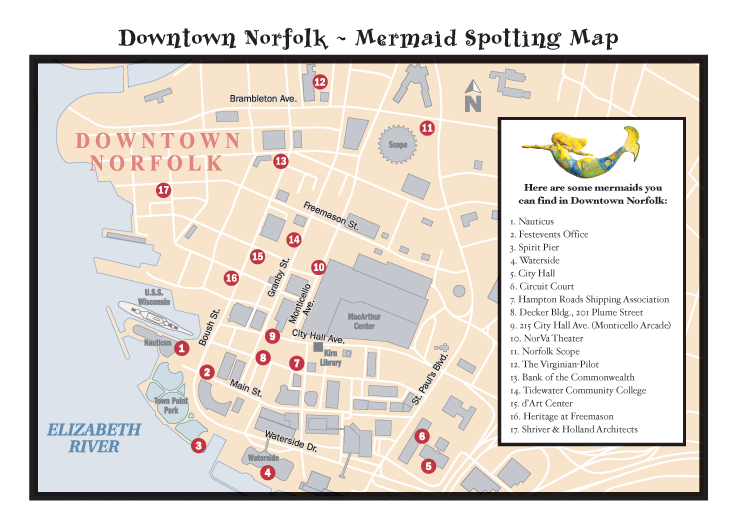 Downtown Norfolk ~ Mermaid Spotting Map
12
Brambleton Ave.
N
11
DOWNTOWN
NORFOLK
Scope
13
17
Freemason St.
14
15
10
16
Granby St.
Monticello
Ave.
U.S.S.
Wisconsin
MacArthur
Center
Boush St.
Nauticus
1
9
City Hall Ave.
8
7
Kirn
Library
2
Main St.
St. Paul's Blvd.
Town Point
Park
ELIZABETH
RIVER
3
Waterside Dr.
6
Waterside
4
5
Here are some mermaids you
can find in Downtown Norfolk:
1. Nauticus
2. Festevents Office
3. Spirit Pier
4. Waterside
5. City Hall
6. Circuit Court
7. Hampton Roads Shipping Association
8. Decker Bldg., 201 Plume Street
9. 215 City Hall Ave. (Monticello Arcade)
10. NorVa Theater
11. Norfolk Scope
12. The Virginian-Pilot
13. Bank of the Commonwealth
14. Tidewater Community College
15. d'Art Center
16. Heritage at Freemason
17. Shriver & Holland Architects